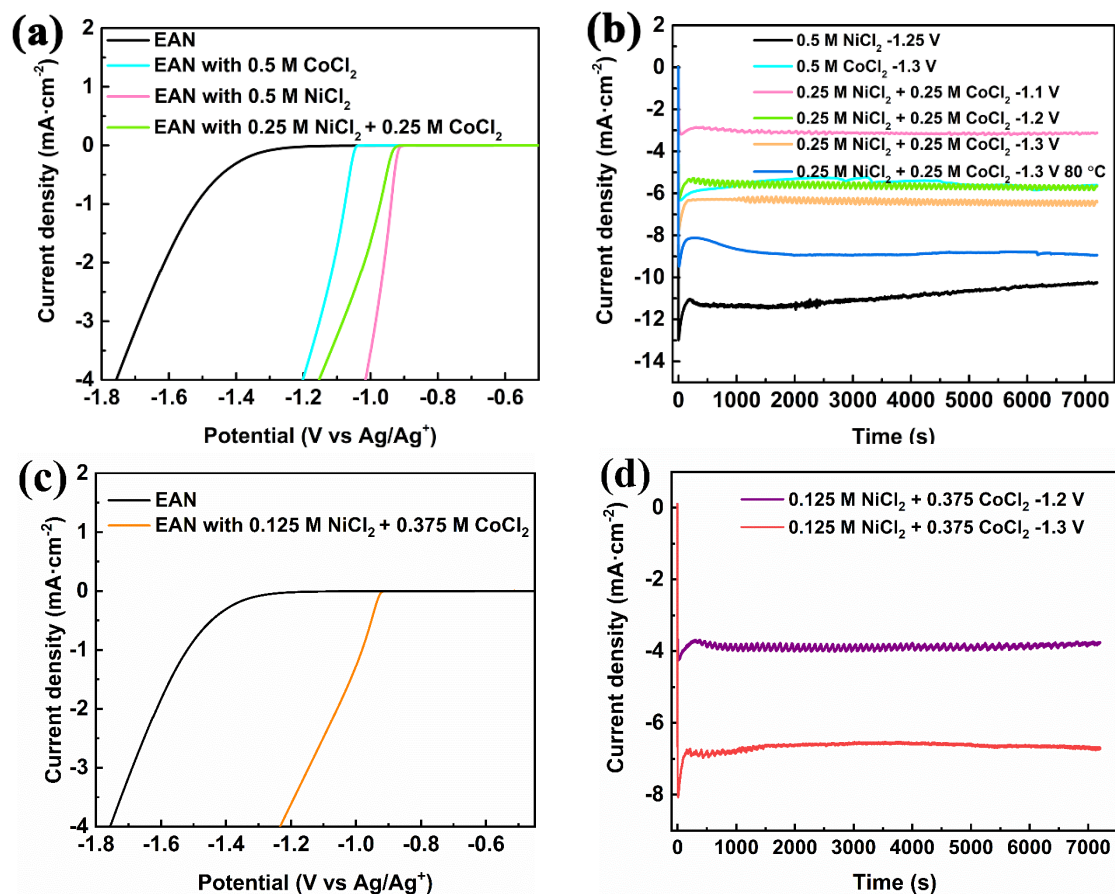 (a)
EAN
EAN with 0.5 M CoCl₂
EAN with 0.5 M NiCl₂
EAN with 0.25 M NiCl₂ + 0.25 M CoCl₂
2
1
0
-1
-2
-3
-4
Current density (mA·cm⁻²)
-1.8 -1.6 -1.4 -1.2 -1.0 -0.8 -0.6
Potential (V vs Ag/Ag⁺)
(b)
0.5 M NiCl₂ -1.25 V
0.5 M CoCl₂ -1.3 V
0.25 M NiCl₂ + 0.25 M CoCl₂ -1.1 V
0.25 M NiCl₂ + 0.25 M CoCl₂ -1.2 V
0.25 M NiCl₂ + 0.25 M CoCl₂ -1.3 V
0.25 M NiCl₂ + 0.25 M CoCl₂ -1.3 V 80 °C
2
0
-2
-4
-6
-8
-10
-12
-14
Current density (mA·cm⁻²)
0 1000 2000 3000 4000 5000 6000 7000
Time (s)
(c)
EAN
EAN with 0.125 M NiCl₂ + 0.375 M CoCl₂
2
1
0
-1
-2
-3
-4
Current density (mA·cm⁻²)
-1.8 -1.6 -1.4 -1.2 -1.0 -0.8 -0.6
Potential (V vs Ag/Ag⁺)
(d)
0.125 M NiCl₂ + 0.375 CoCl₂ -1.2 V
0.125 M NiCl₂ + 0.375 CoCl₂ -1.3 V
0
-2
-4
-6
-8
Current density (mA·cm⁻²)
0 1000 2000 3000 4000 5000 6000 7000
Time (s)